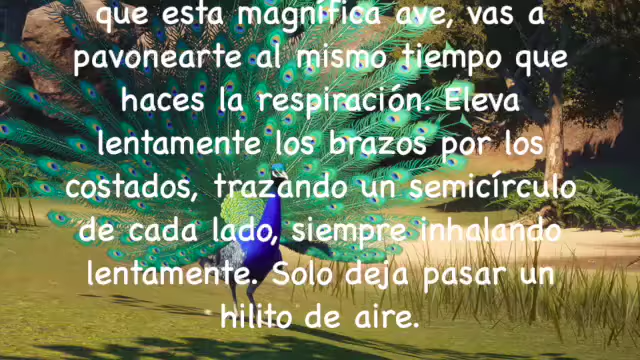 que esta magnífica ave, vas a
pavonearte al mismo tiempo que
haces la respiración. Eleva
lentamente los brazos por los
costados, trazando un semicírculo
de cada lado, siempre inhalando
lentamente. Solo deja pasar un
hilito de aire.